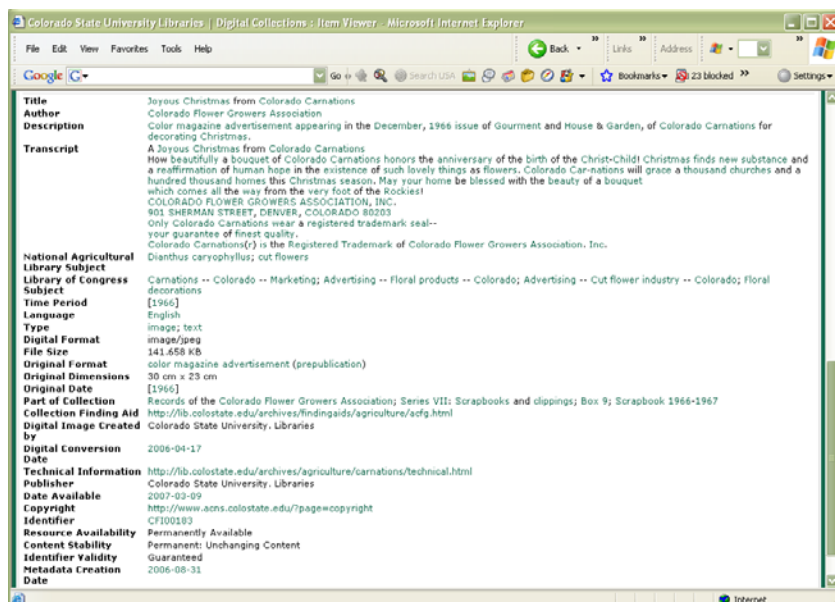 Colorado State University Libraries | Digital Collections : Item Viewer - Microsoft Internet Explorer
File Edit View Favorites Tools Help Back » Links » Address »
Google G Go Search USA Bookmarks 23 blocked » Settings
Title Joyous Christmas from Colorado Carnations
Author Colorado Flower Growers Association
Description Color magazine advertisement appearing in the December, 1966 issue of Gourment and House & Garden, of Colorado Carnations for
decorating Christmas.
Transcript A Joyous Christmas from Colorado Carnations
How beautifully a bouquet of Colorado Carnations honors the anniversary of the birth of the Christ-Child! Christmas finds new substance and
a reaffirmation of human hope in the existence of such lovely things as flowers. Colorado Car-nations will grace a thousand churches and a
hundred thousand homes this Christmas season. May your home be blessed with the beauty of a bouquet
which comes all the way from the very foot of the Rockies!
COLORADO FLOWER GROWERS ASSOCIATION, INC.
901 SHERMAN STREET, DENVER, COLORADO 80203
Only Colorado Carnations wear a registered trademark seal--
your guarantee of finest quality.
Colorado Carnations(r) is the Registered Trademark of Colorado Flower Growers Association. Inc.
National Agricultural Dianthus caryophyllus; cut flowers
Library Subject
Library of Congress Carnations -- Colorado -- Marketing; Advertising -- Floral products -- Colorado; Advertising -- Cut flower industry -- Colorado; Floral
Subject decorations
Time Period [1966]
Language English
Type image; text
Digital Format image/jpeg
File Size 141.658 KB
Original Format color magazine advertisement (prepublication)
Original Dimensions 30 cm x 23 cm
Original Date [1966]
Part of Collection Records of the Colorado Flower Growers Association; Series VII: Scrapbooks and clippings; Box 9; Scrapbook 1966-1967
Collection Finding Aid http://lib.colostate.edu/archives/findingaids/agriculture/acfg.html
Digital Image Created Colorado State University. Libraries
by
Digital Conversion 2006-04-17
Date
Technical Information http://lib.colostate.edu/archives/agriculture/carnations/technical.html
Publisher Colorado State University. Libraries
Date Available 2007-03-09
Copyright http://www.acns.colostate.edu/?page=copyright
Identifier CFI00183
Resource Availability Permanently Available
Content Stability Permanent: Unchanging Content
Identifier Validity Guaranteed
Metadata Creation 2006-08-31
Date
Internet